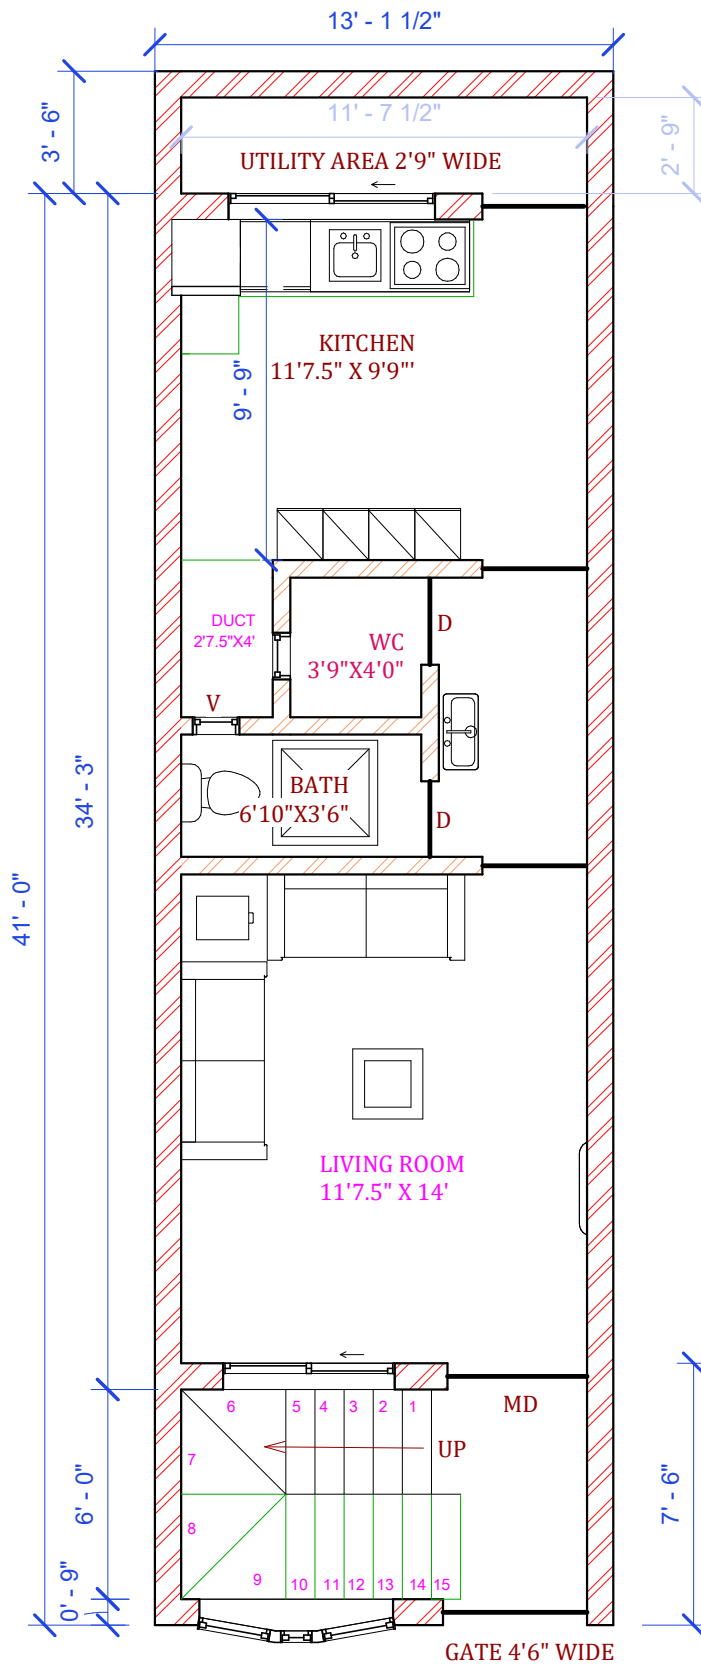 13' - 1 1/2"
3' - 6"
11' - 7 1/2"
2' - 9"
UTILITY AREA 2'9" WIDE
KITCHEN
11'7.5" X 9'9"'
9' - 9"
DUCT
2'7.5"X4'
WC
3'9"X4'0"
D
V
BATH
6'10"X3'6"
D
34' - 3"
41' - 0"
LIVING ROOM
11'7.5" X 14'
6
5
4
3
2
1
MD
UP
7
8
9
10
11
12
13
14
15
6' - 0"
7' - 6"
0' - 9"
GATE 4'6" WIDE